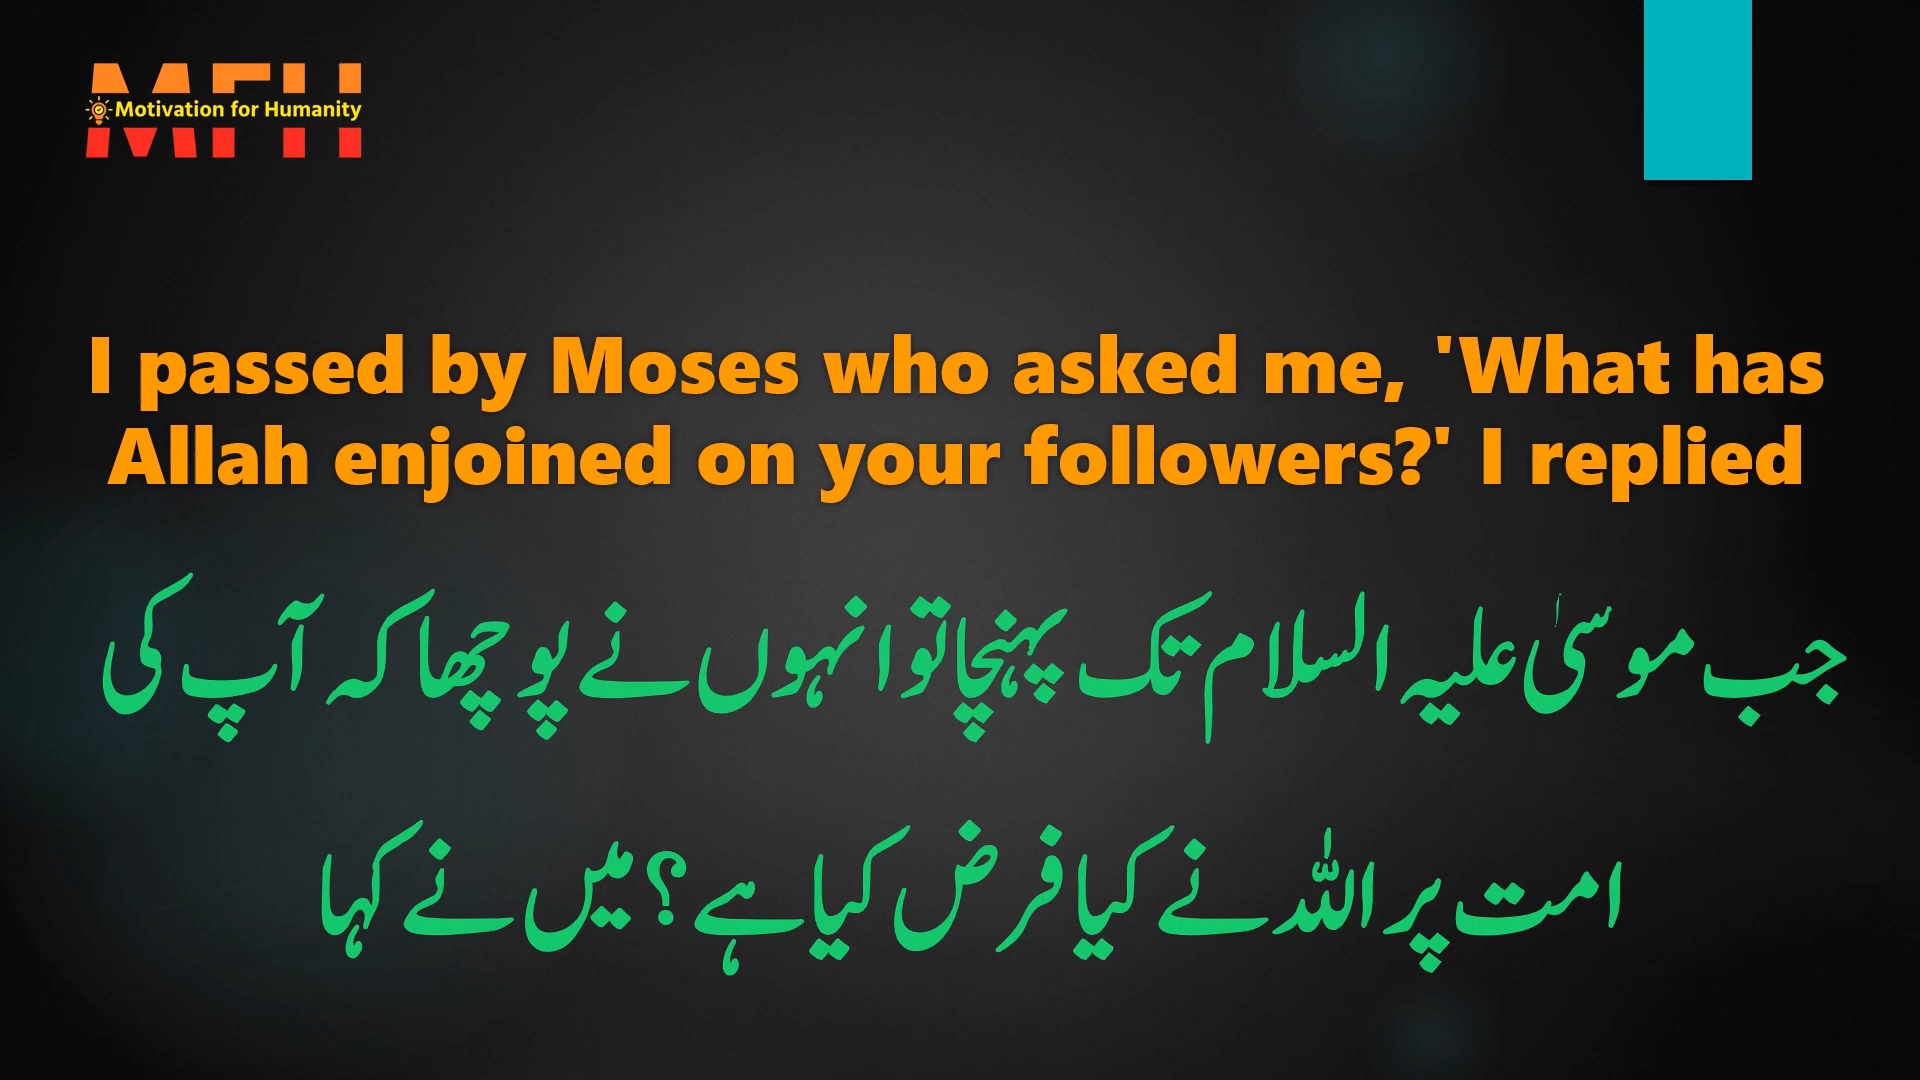 MFH
Motivation for Humanity
I passed by Moses who asked me, 'What has
Allah enjoined on your followers?' I replied
جب موسیٰ علیہ السلام تک پہنچا تو انہوں نے پوچھا کہ آپ کی
امت پر اللہ نے کیا فرض کیا ہے؟ میں نے کہا